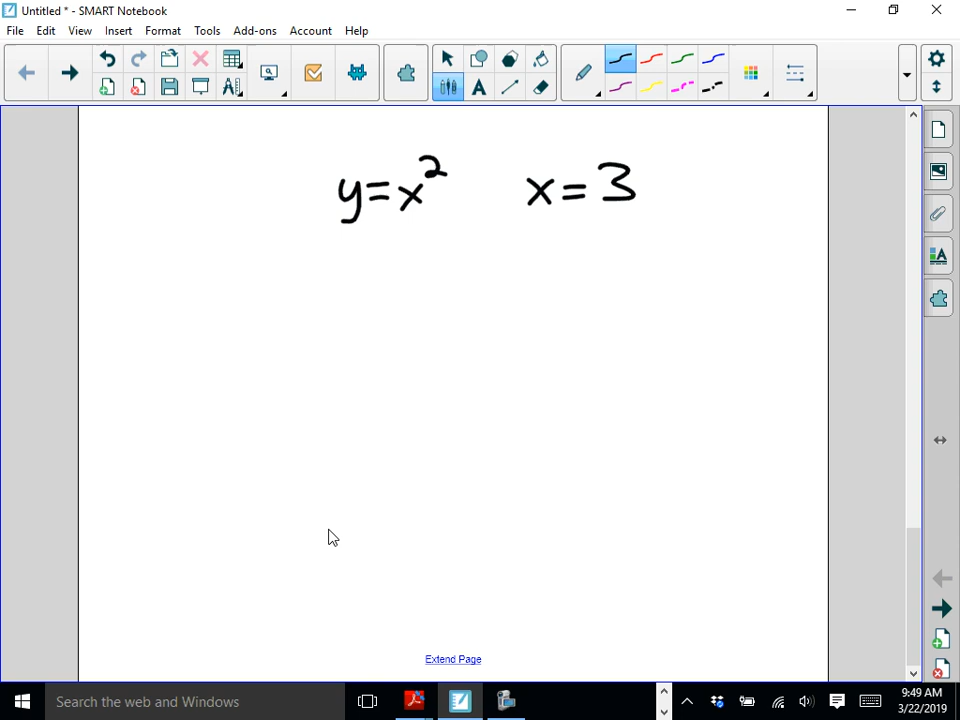 Untitled * - SMART Notebook
File Edit View Insert Format Tools Add-ons Account Help
y=x² x=3
Extend Page
Search the web and Windows
9:49 AM
3/22/2019